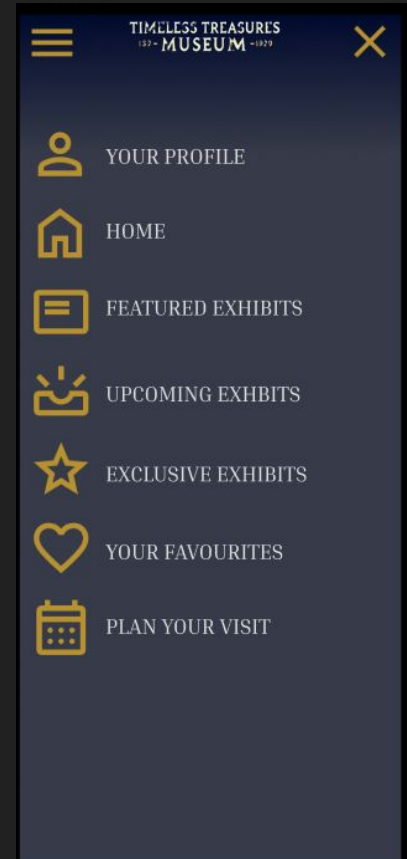 TIMELESS TREASURES
MUSEUM
YOUR PROFILE
HOME
FEATURED EXHIBITS
UPCOMING EXHBITS
EXCLUSIVE EXHIBITS
YOUR FAVOURITES
PLAN YOUR VISIT